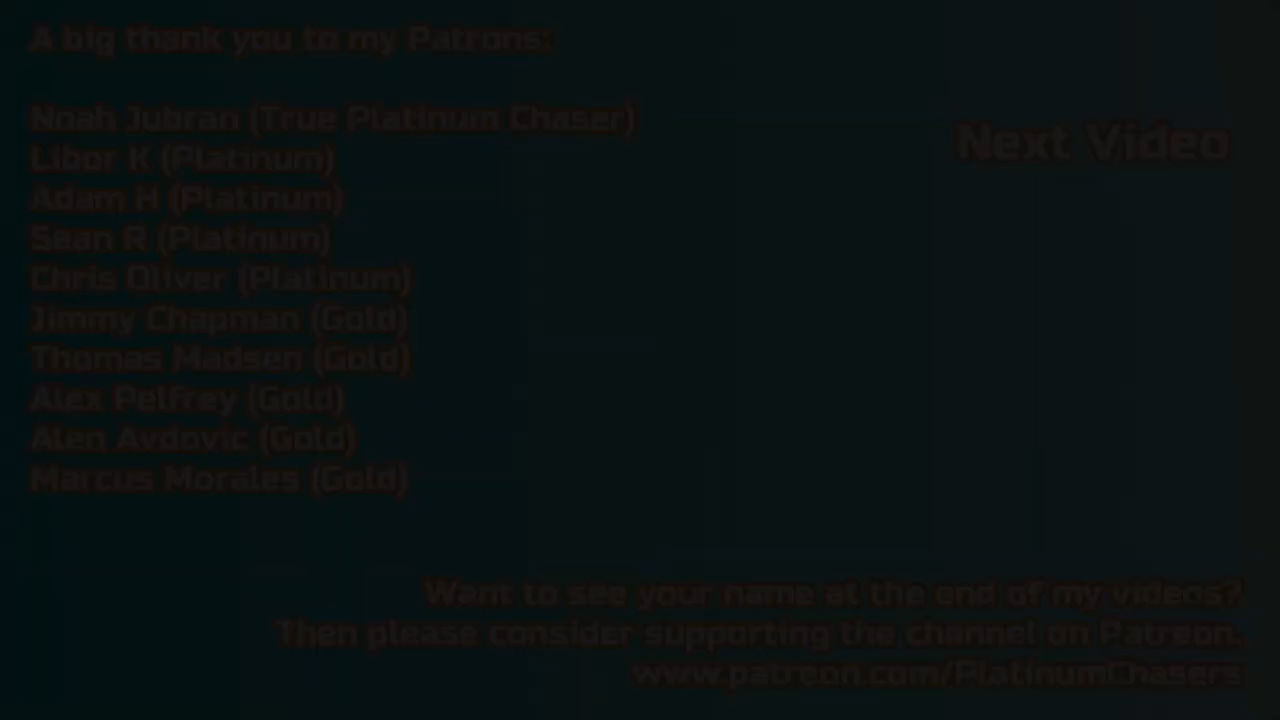 A big thank you to my Patrons:
Noah Jubran (True Platinum Chaser)
Libor K (Platinum)
Adam H (Platinum)
Sean R (Platinum)
Chris Oliver (Platinum)
Jimmy Chapman (Gold)
Thomas Madsen (Gold)
Alex Pelfrey (Gold)
Alen Avdovic (Gold)
Marcus Morales (Gold)
Next Video
Want to see your name at the end of my videos?
Then please consider supporting the channel on Patreon.
www.patreon.com/PlatinumChasers